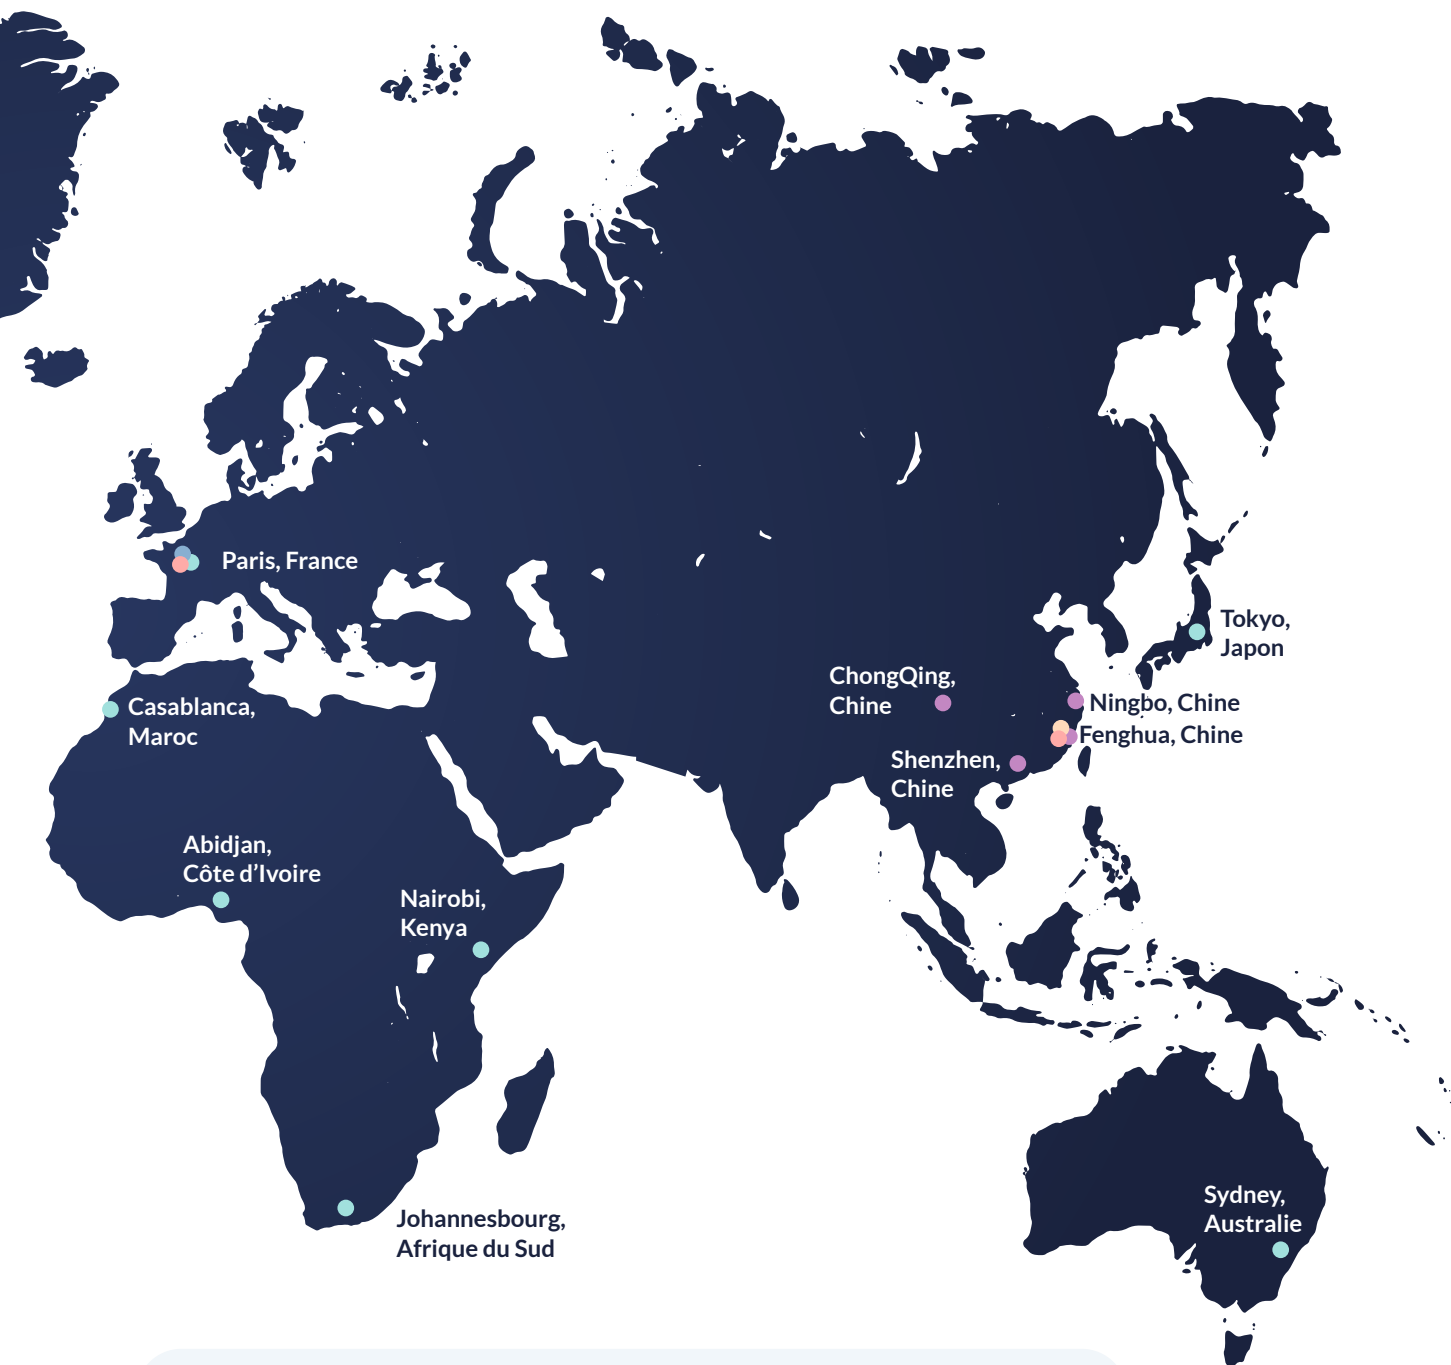 Paris, France
Tokyo,
Japon
ChongQing,
Chine
Ningbo, Chine
Casablanca,
Maroc
Fenghua, Chine
Shenzhen,
Chine
Abidjan,
Côte d’Ivoire
Nairobi,
Kenya
Sydney,
Australie
Johannesbourg,
Afrique du Sud